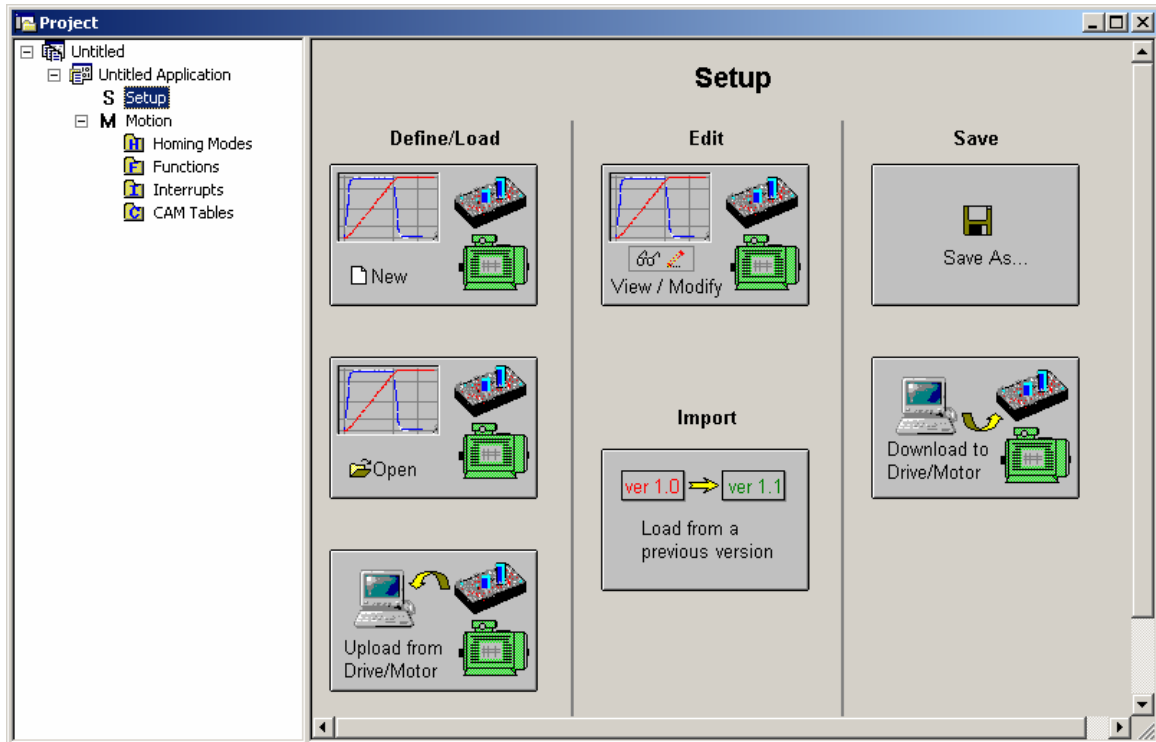 Project
Untitled
Untitled Application
S Setup
M Motion
H Homing Modes
F Functions
I Interrupts
C CAM Tables
Setup
Define/Load
New
Open
Upload from
Drive/Motor
Edit
View / Modify
Import
ver 1.0 ver 1.1
Load from a
previous version
Save
Save As...
Download to
Drive/Motor